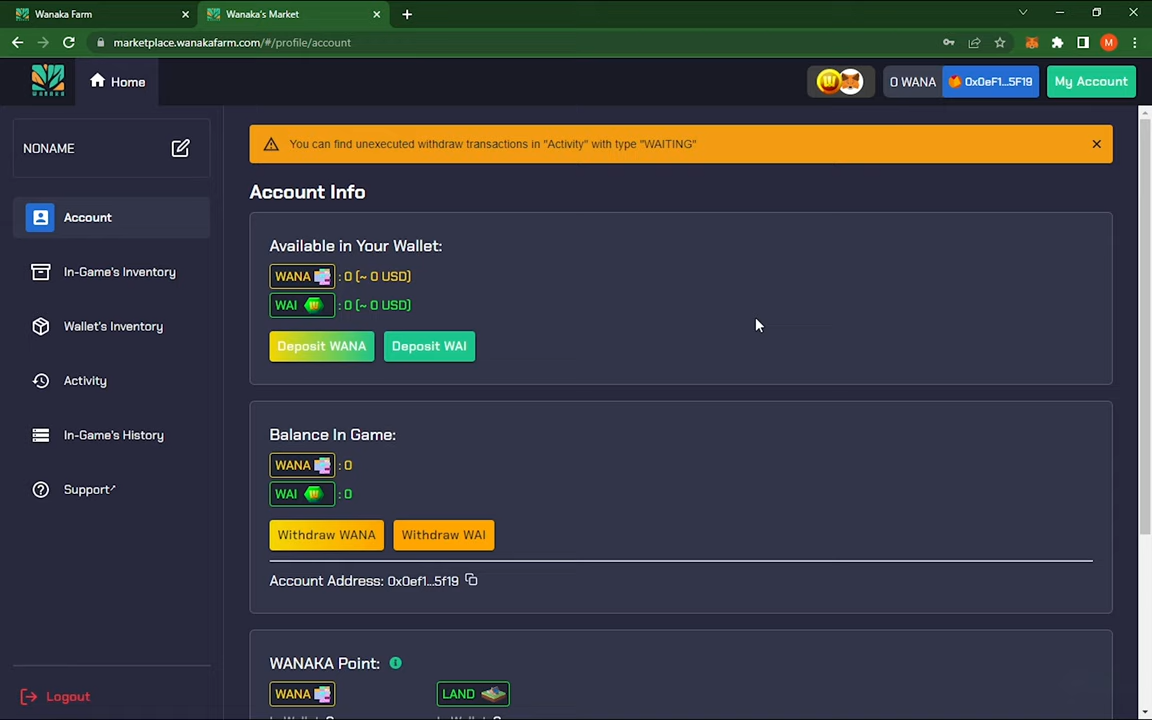 Wanaka Farm
Wanaka's Market
marketplace.wanakafarm.com/#/profile/account
M
WANAKA
Home
0 WANA
0x0eF1...5F19
My Account
NONAME
Account
In-Game's Inventory
Wallet's Inventory
Activity
In-Game's History
Support
Logout
You can find unexecuted withdraw transactions in "Activity" with type "WAITING"
Account Info
Available in Your Wallet:
WANA : 0 (~ 0 USD)
WAI : 0 (~ 0 USD)
Deposit WANA Deposit WAI
Balance In Game:
WANA : 0
WAI : 0
Withdraw WANA Withdraw WAI
Account Address: 0x0ef1...5f19
WANAKA Point:
WANA LAND